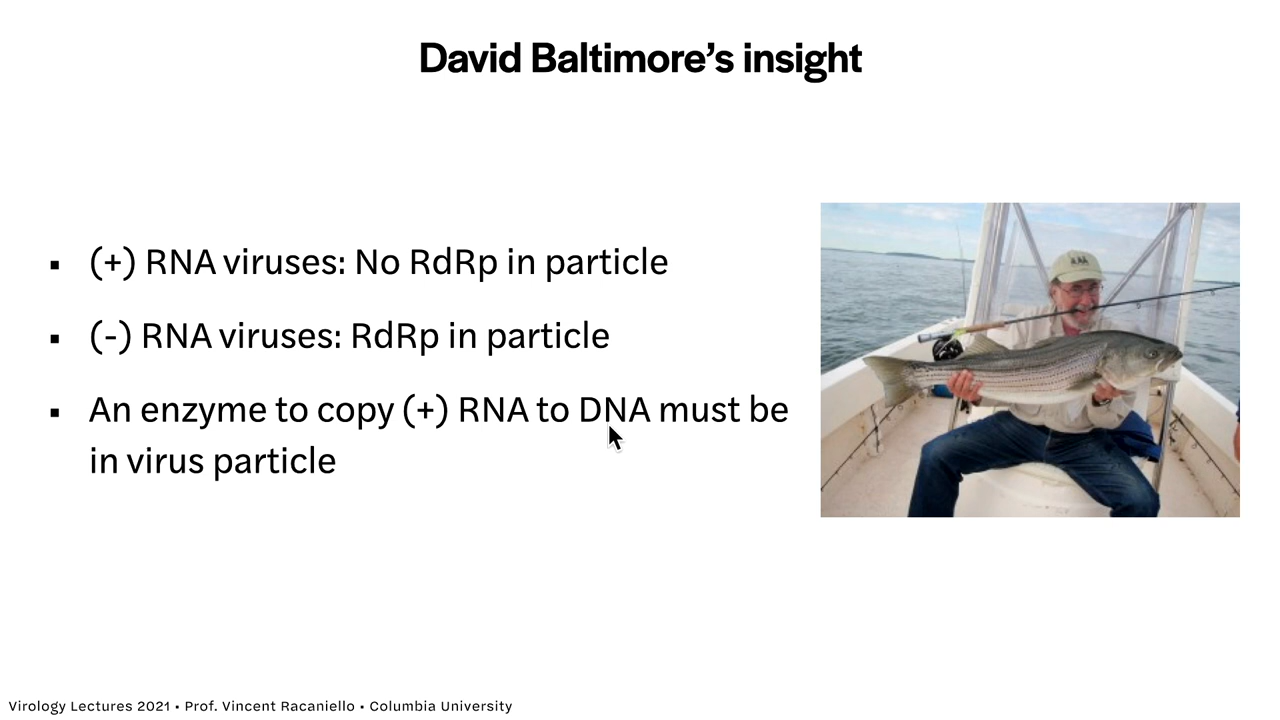 David Baltimore’s insight
▪ (+) RNA viruses: No RdRp in particle
▪ (-) RNA viruses: RdRp in particle
▪ An enzyme to copy (+) RNA to DNA must be
in virus particle
Virology Lectures 2021 • Prof. Vincent Racaniello • Columbia University